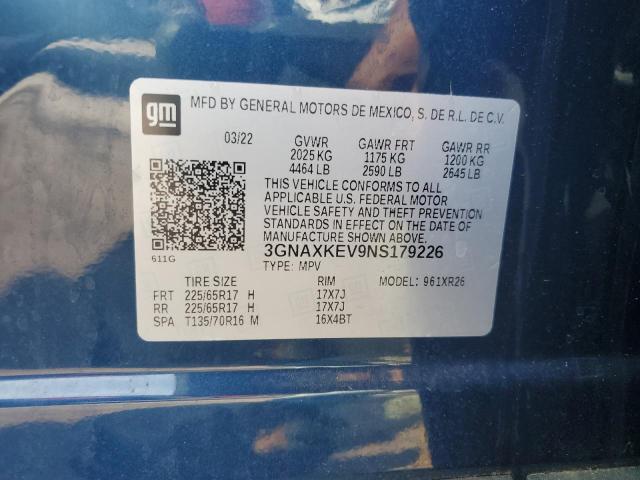 gm
MFD BY GENERAL MOTORS DE MEXICO, S. DE R.L. DE C.V.
03/22 GVWR GAWR FRT GAWR RR
2025 KG 1175 KG 1200 KG
4464 LB 2590 LB 2645 LB
THIS VEHICLE CONFORMS TO ALL
APPLICABLE U.S. FEDERAL MOTOR
VEHICLE SAFETY AND THEFT PREVENTION
STANDARDS IN EFFECT ON THE DATE OF
MANUFACTURE SHOWN ABOVE.
611G 3GNAXKEV9NS179226
TYPE: MPV MODEL: 961XR26
TIRE SIZE RIM
FRT 225/65R17 H 17X7J
RR 225/65R17 H 17X7J
SPA T135/70R16 M 16X4BT